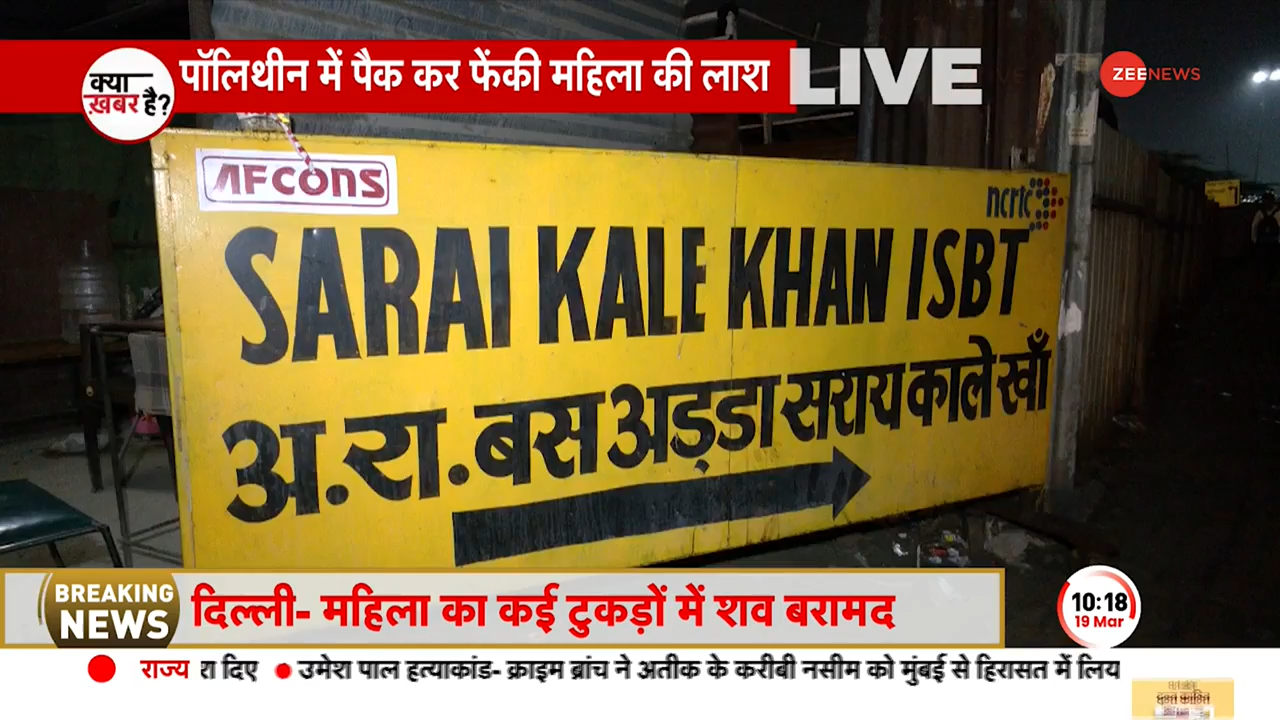 क्या
ख़बर है?
पॉलिथीन में पैक कर फेंकी महिला की लाश
LIVE
ZEENEWS
AFCONS
ncrtc
SARAI KALE KHAN ISBT
अ.रा.बस अड्डा सराय काले खाँ
BREAKING
NEWS
दिल्ली- महिला का कई टुकड़ों में शव बरामद
10:18
19 Mar
राज्य
दिए
उमेश पाल हत्याकांड- क्राइम ब्रांच ने अतीक के करीबी नसीम को मुंबई से हिरासत में लिय